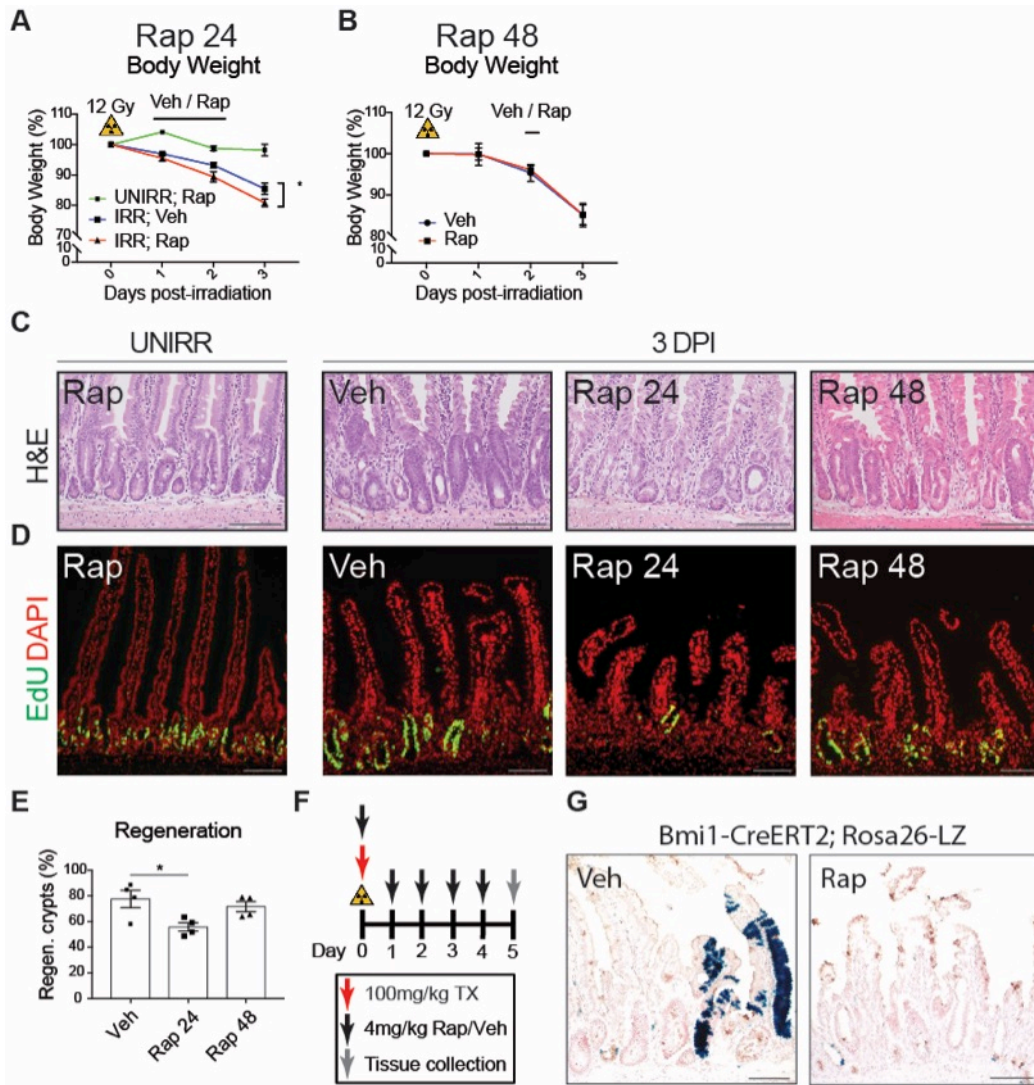 A
Rap 24
Body Weight
12 Gy
Veh / Rap
Body Weight (%)
110
100
90
80
70
10
0
UNIRR; Rap
IRR; Veh
IRR; Rap
*
0 1 2 3
Days post-irradiation
B
Rap 48
Body Weight
12 Gy
Veh / Rap
Body Weight (%)
110
100
90
80
10
0
Veh
Rap
0 1 2 3
Days post-irradiation
C
UNIRR
3 DPI
H&E
Rap
Veh
Rap 24
Rap 48
D
EdU DAPI
Rap
Veh
Rap 24
Rap 48
E
Regeneration
*
Regen. crypts (%)
100
80
60
40
20
0
Veh
Rap 24
Rap 48
F
Day 0 1 2 3 4 5
100mg/kg TX
4mg/kg Rap/Veh
Tissue collection
G
Bmi1-CreERT2; Rosa26-LZ
Veh
Rap